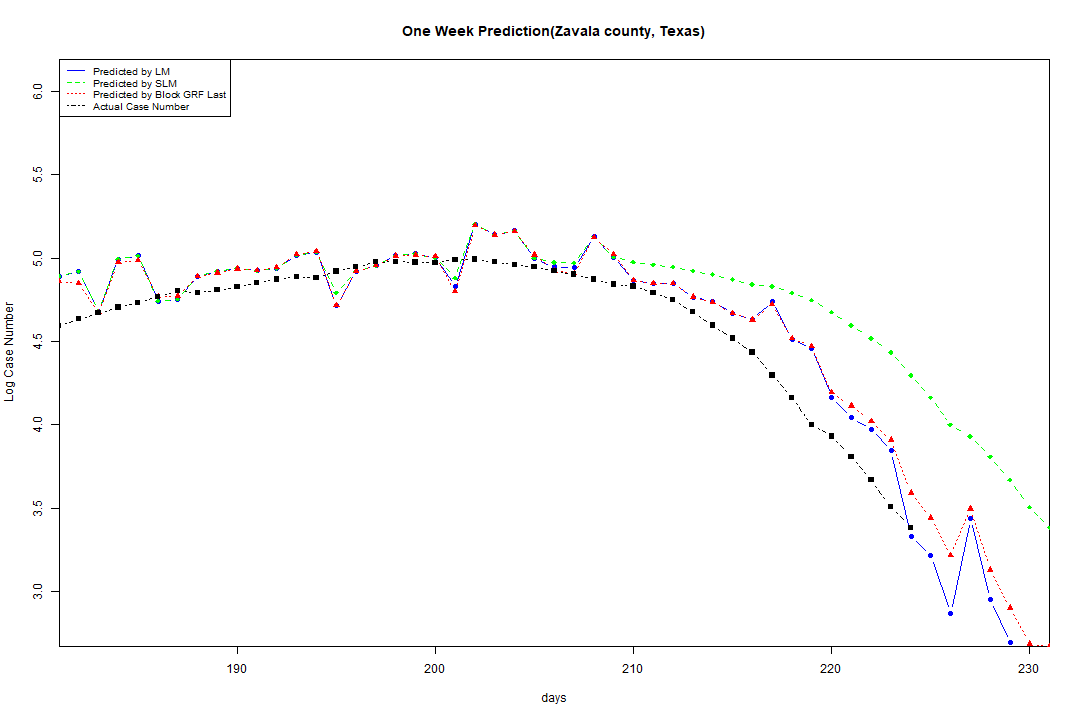 One Week Prediction(Zavala county, Texas)
Predicted by LM
Predicted by SLM
Predicted by Block GRF Last
Actual Case Number
6.0
5.5
5.0
4.5
4.0
3.5
3.0
Log Case Number
190 200 210 220 230
days